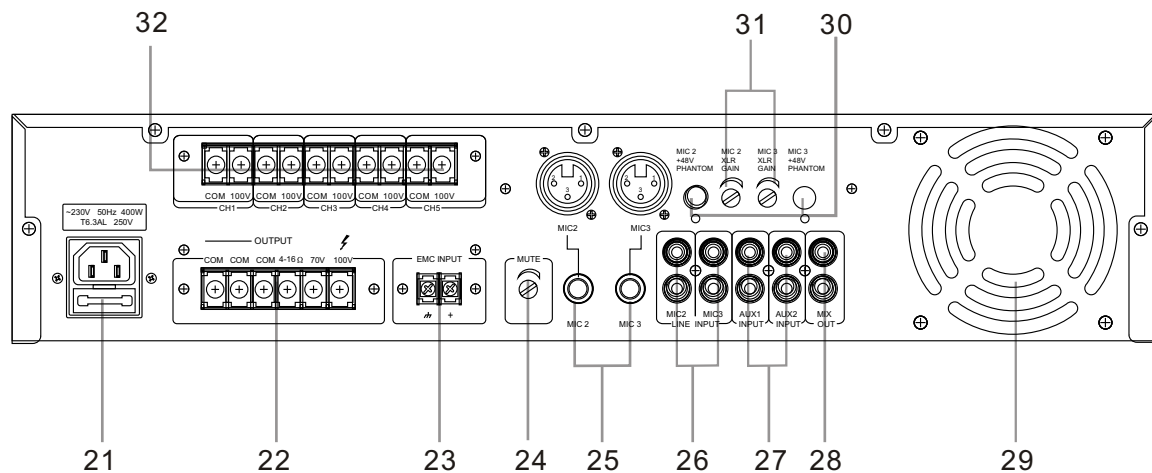 32
31
30
COM 100V COM 100V COM 100V COM 100V COM 100V
CH1 CH2 CH3 CH4 CH5
~230V 50Hz 400W
T6.3AL 250V
OUTPUT
COM COM COM 4-16Ω 70V 100V
EMC INPUT
+
MUTE
2 1
3
MIC2
MIC 2
2 1
3
MIC3
MIC 3
MIC 2
+48V
PHANTOM
MIC 2
XLR
GAIN
MIC 3
XLR
GAIN
MIC 3
+48V
PHANTOM
MIC2 MIC3
LINE INPUT
AUX1
INPUT
AUX2
INPUT
MIX
OUT
21 22 23 24 25 26 27 28 29